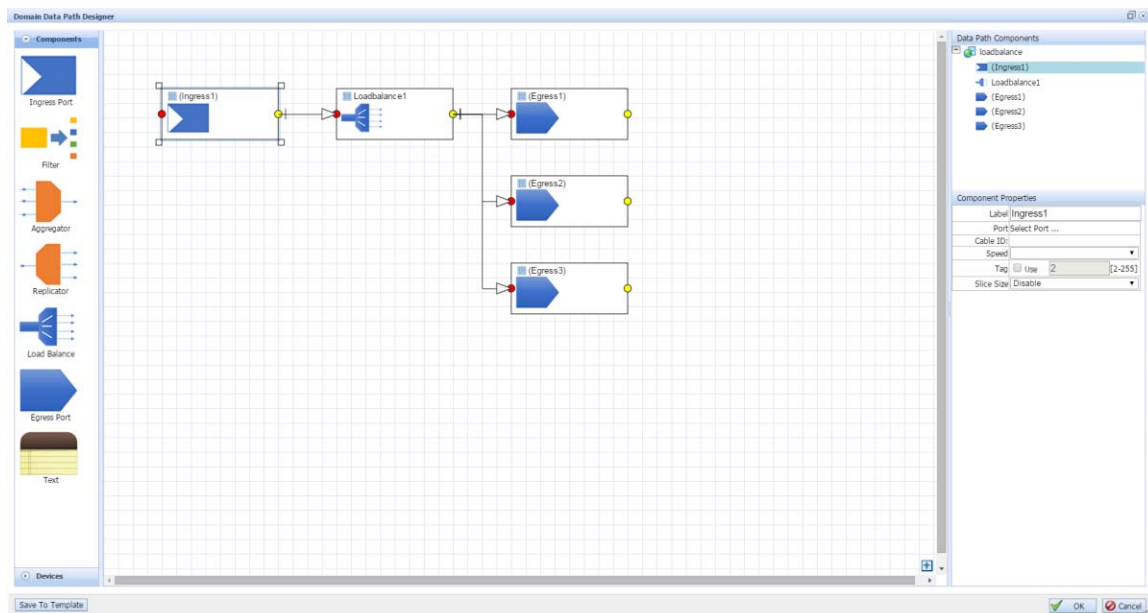 Domain Data Path Designer
Components
Ingress Port
Filter
Aggregator
Replicator
Load Balance
Egress Port
Text
Devices
(Ingress1)
Loadbalance1
(Egress1)
(Egress2)
(Egress3)
Data Path Components
loadbalance
(Ingress1)
Loadbalance1
(Egress1)
(Egress2)
(Egress3)
Component Properties
Label Ingress1
Port Select Port ...
Cable ID:
Speed
Tag Use 2 [2-255]
Slice Size Disable
Save To Template
OK Cancel